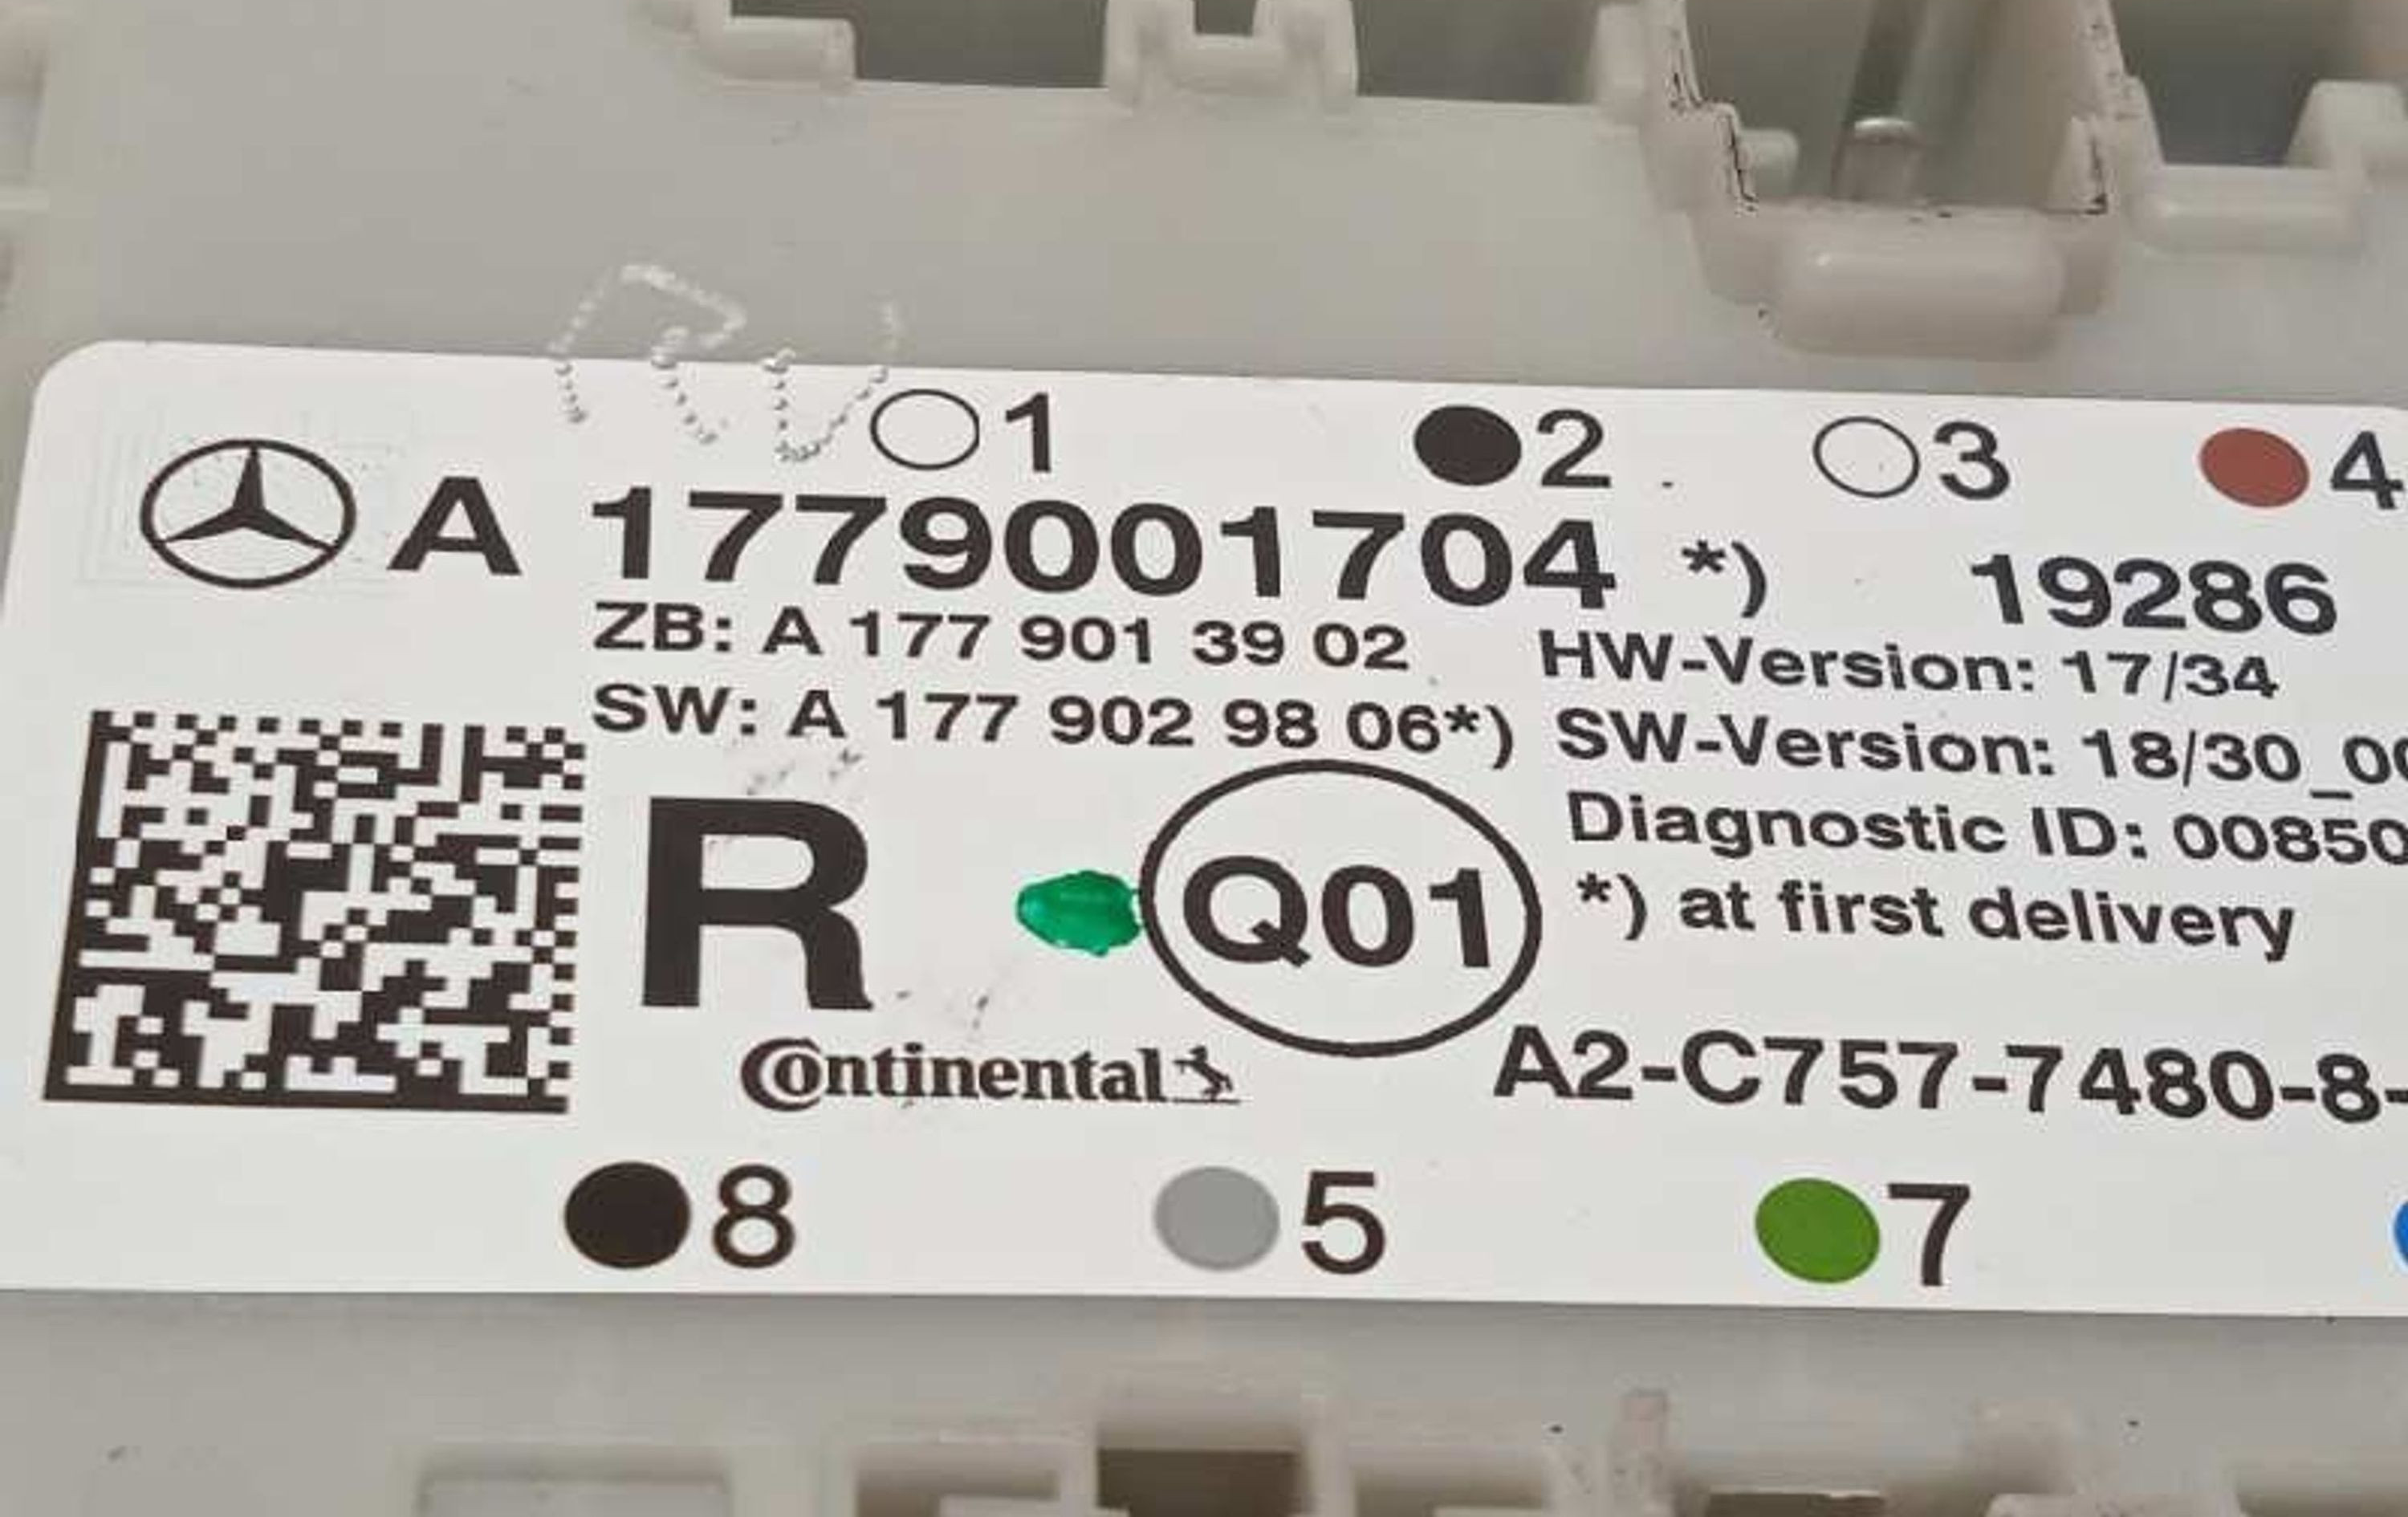 1 2 3 4
A 1779001704 *) 19286
ZB: A 177 901 39 02
HW-Version: 17/34
SW: A 177 902 98 06*)
SW-Version: 18/30_00
Diagnostic ID: 00850
*) at first delivery
R Q01
Continental
A2-C757-7480-8-
8 5 7